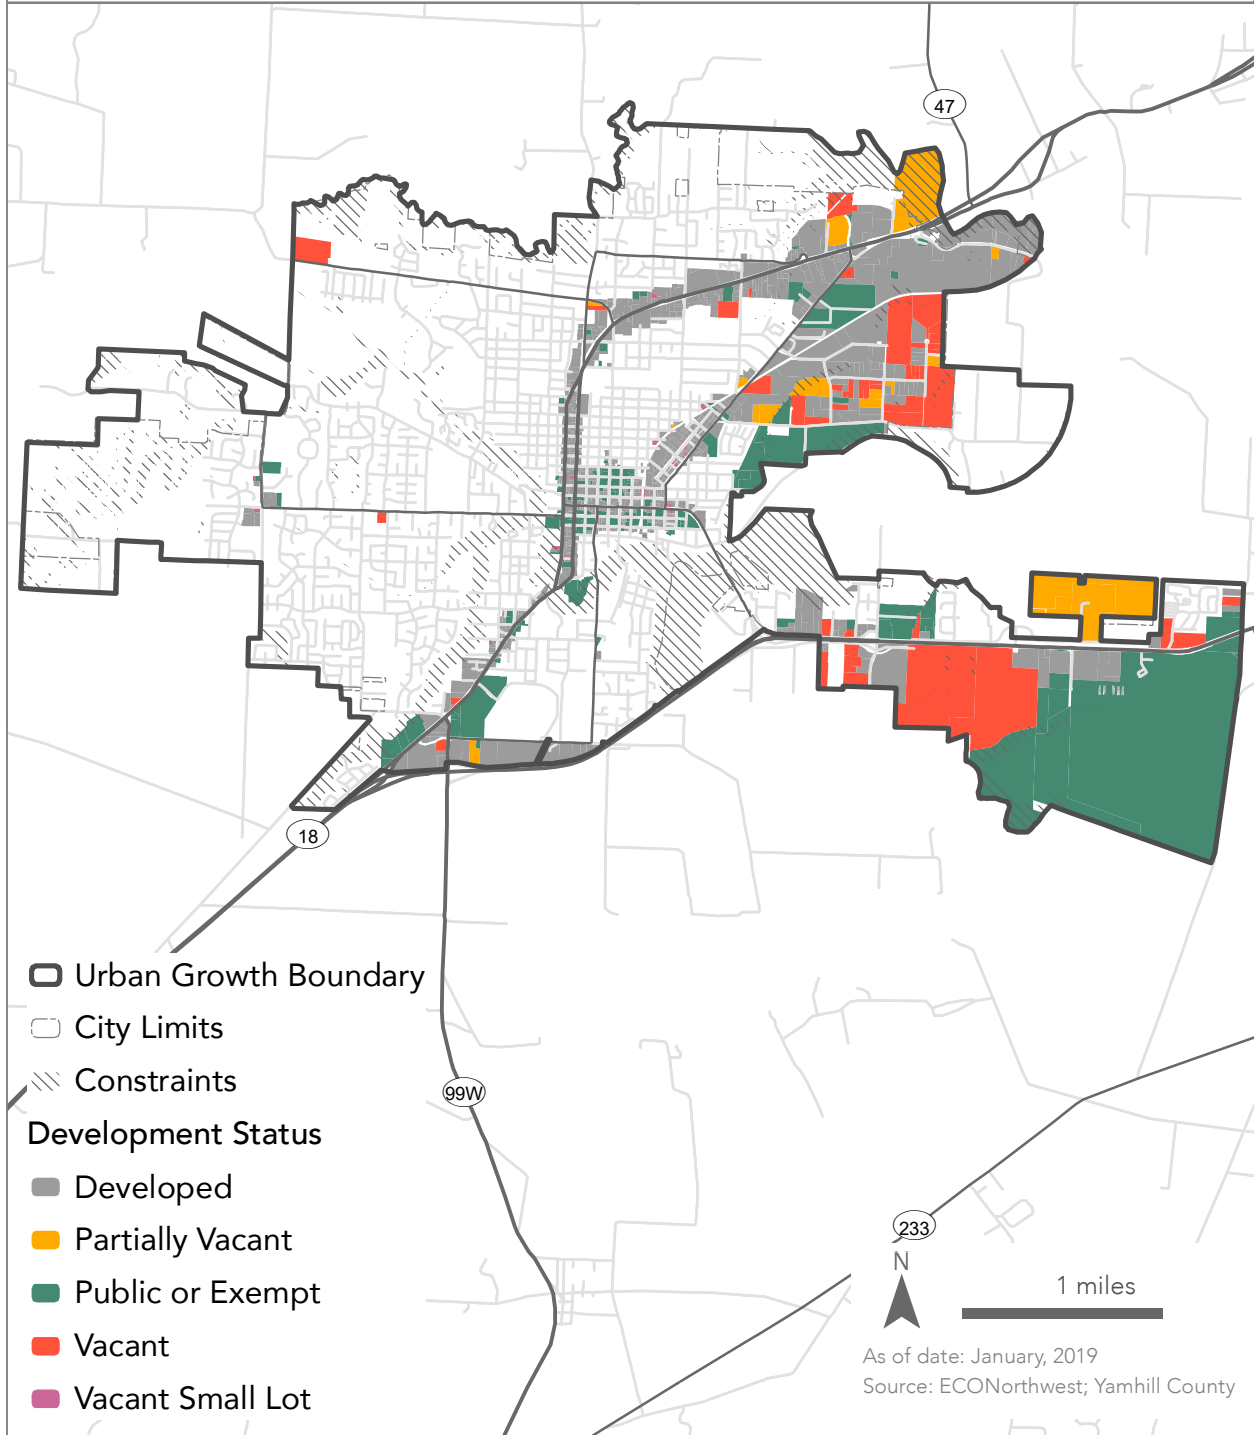 47
18
Urban Growth Boundary
City Limits
Constraints
99W
Development Status
Developed
Partially Vacant
233
N
Public or Exempt
1 miles
Vacant
As of date: January, 2019
Source: ECONorthwest; Yamhill County
Vacant Small Lot